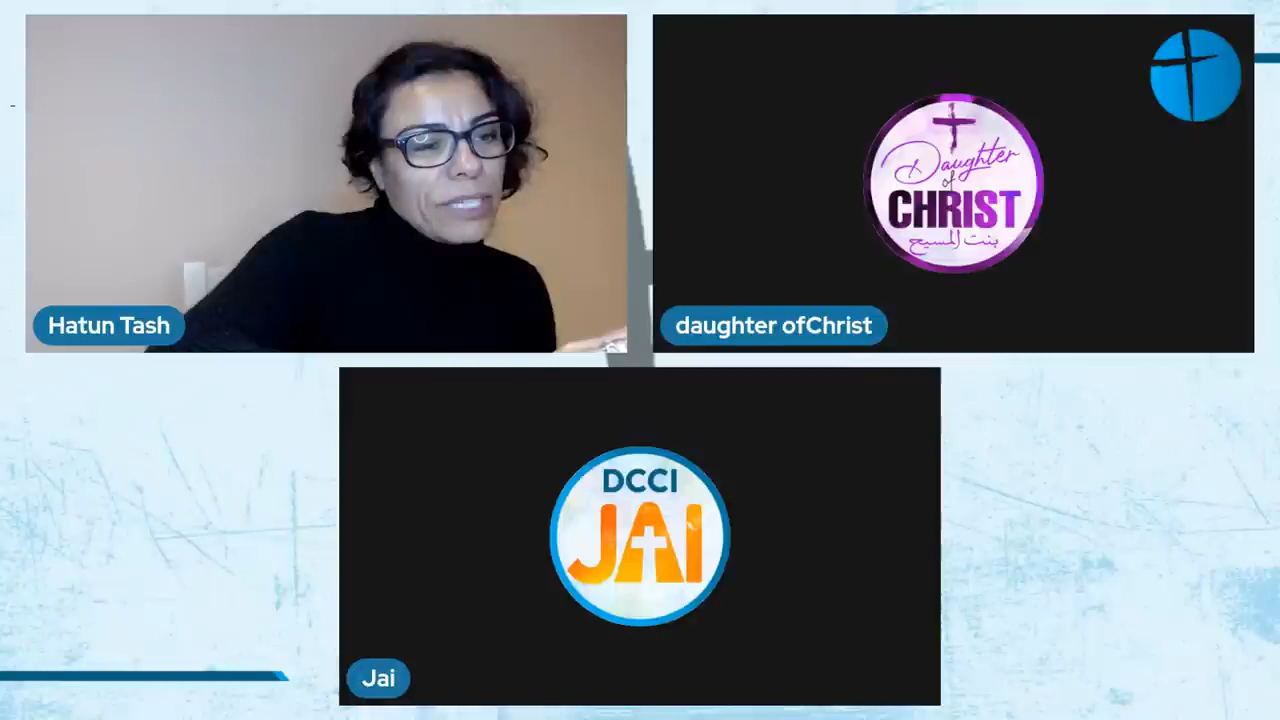 Daughter
of
CHRIST
بنت المسيح
Hatun Tash
daughter ofChrist
DCCI
JAI
Jai